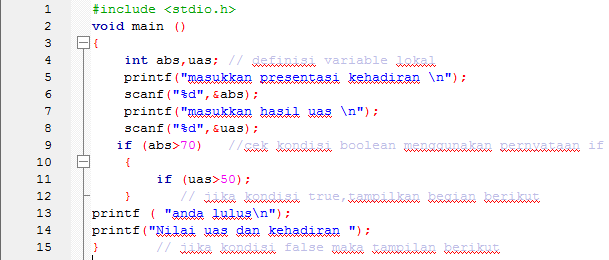 1 #include <stdio.h>
2 void main ()
3 {
4 int abs,uas; // definisi variable lokal
5 printf("masukkan presentasi kehadiran \n");
6 scanf("%d",&abs);
7 printf("masukkan hasil uas \n");
8 scanf("%d",&uas);
9 if (abs>70) //cek kondisi boolean menggunakan pernyataan if
10 {
11 if (uas>50);
12 } // jika kondisi true,tampilkan begian berikut
13 printf ( "anda lulus\n");
14 printf("Nilai uas dan kehadiran ");
15 } // jika kondisi false maka tampilan berikut